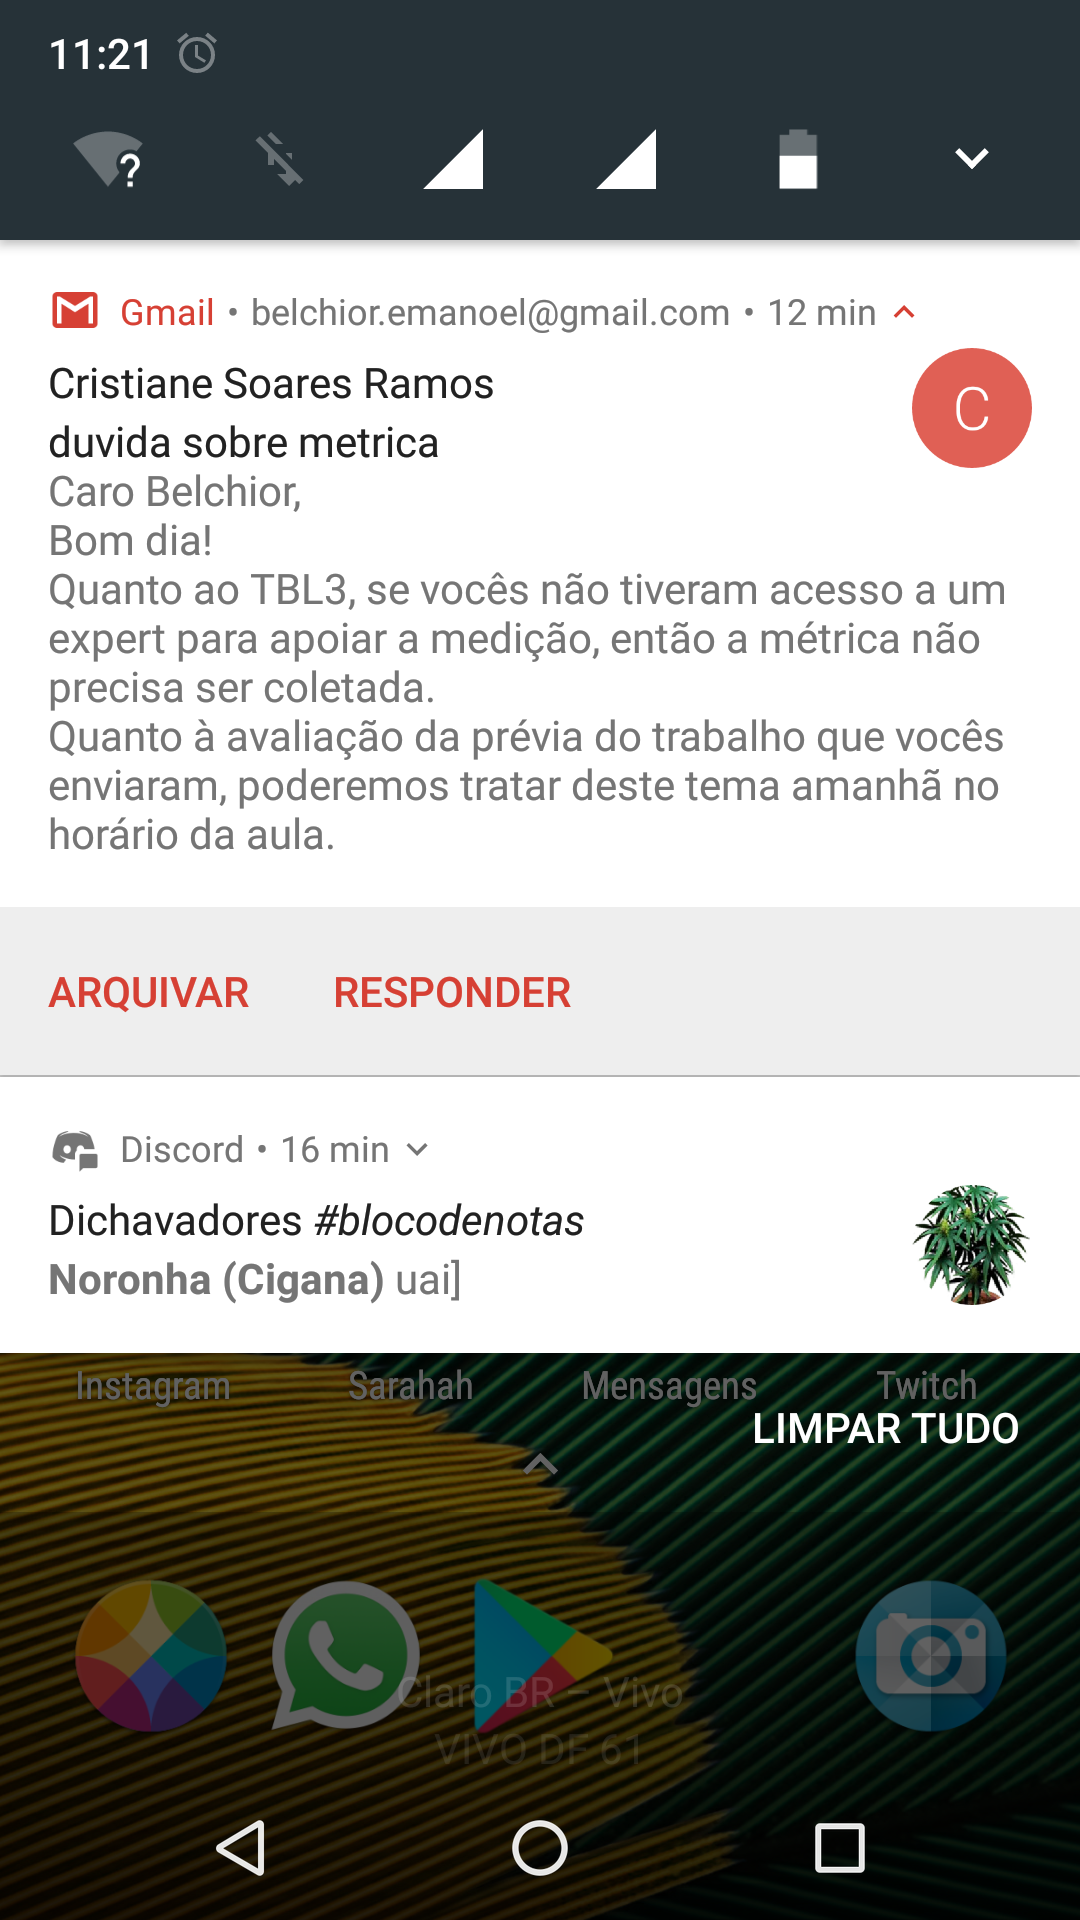 11:21
?
Gmail • belchior.emanoel@gmail.com • 12 min
Cristiane Soares Ramos
C
duvida sobre metrica
Caro Belchior,
Bom dia!
Quanto ao TBL3, se vocês não tiveram acesso a um
expert para apoiar a medição, então a métrica não
precisa ser coletada.
Quanto à avaliação da prévia do trabalho que vocês
enviaram, poderemos tratar deste tema amanhã no
horário da aula.
ARQUIVAR RESPONDER
Discord • 16 min
Dichavadores #blocodenotas
Noronha (Cigana) uai]
Instagram Sarahah Mensagens Twitch
LIMPAR TUDO
Claro BR – Vivo
VIVO DF 61